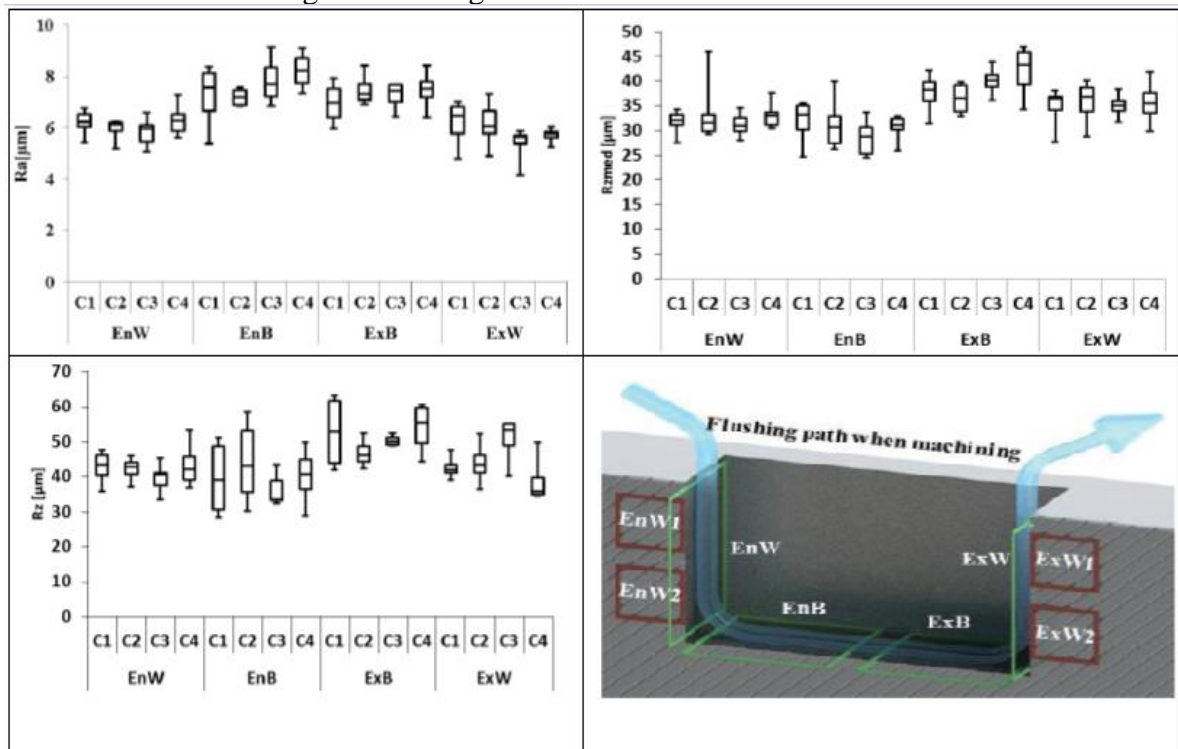 10
8
6
4
2
0
Ra[µm]
C1 C2 C3 C4 C1 C2 C3 C4 C1 C2 C3 C4 C1 C2 C3 C4
EnW EnB ExB ExW
50
45
40
35
30
25
20
15
10
5
0
Rzmed [µm]
C1 C2 C3 C4 C1 C2 C3 C4 C1 C2 C3 C4 C1 C2 C3 C4
EnW EnB ExB ExW
70
60
50
40
30
20
10
0
Rz [µm]
C1 C2 C3 C4 C1 C2 C3 C4 C1 C2 C3 C4 C1 C2 C3 C4
EnW EnB ExB ExW
Flushing path when machining
EnW1
EnW2
EnW
EnB
ExB
ExW
ExW1
ExW2